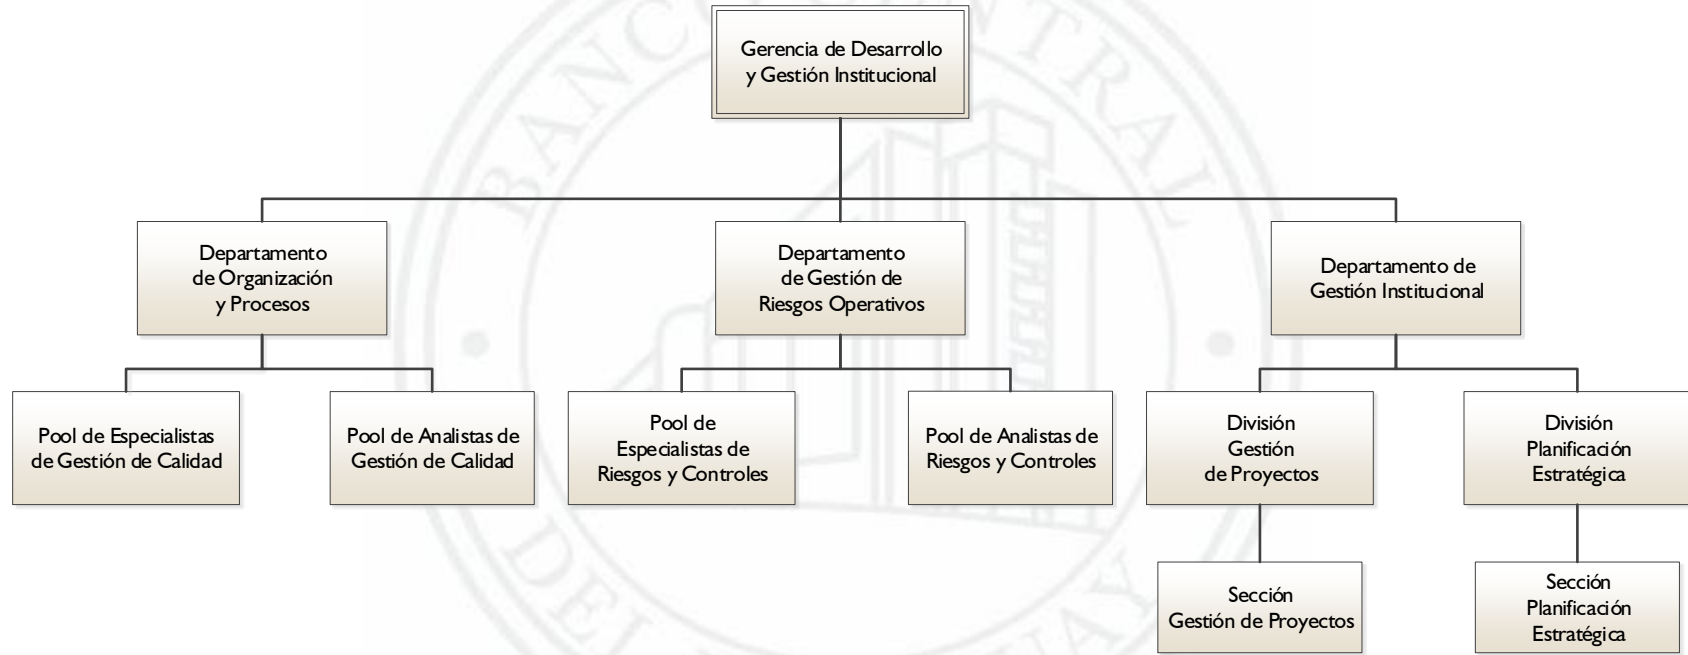 Gerencia de Desarrollo
y Gestión Institucional
Departamento
de Organización
y Procesos
Departamento
de Gestión de
Riesgos Operativos
Departamento de
Gestión Institucional
Pool de Especialistas
de Gestión de Calidad
Pool de Analistas de
Gestión de Calidad
Pool de
Especialistas de
Riesgos y Controles
Pool de Analistas de
Riesgos y Controles
División
Gestión
de Proyectos
División
Planificación
Estratégica
Sección
Gestión de Proyectos
Sección
Planificación
Estratégica